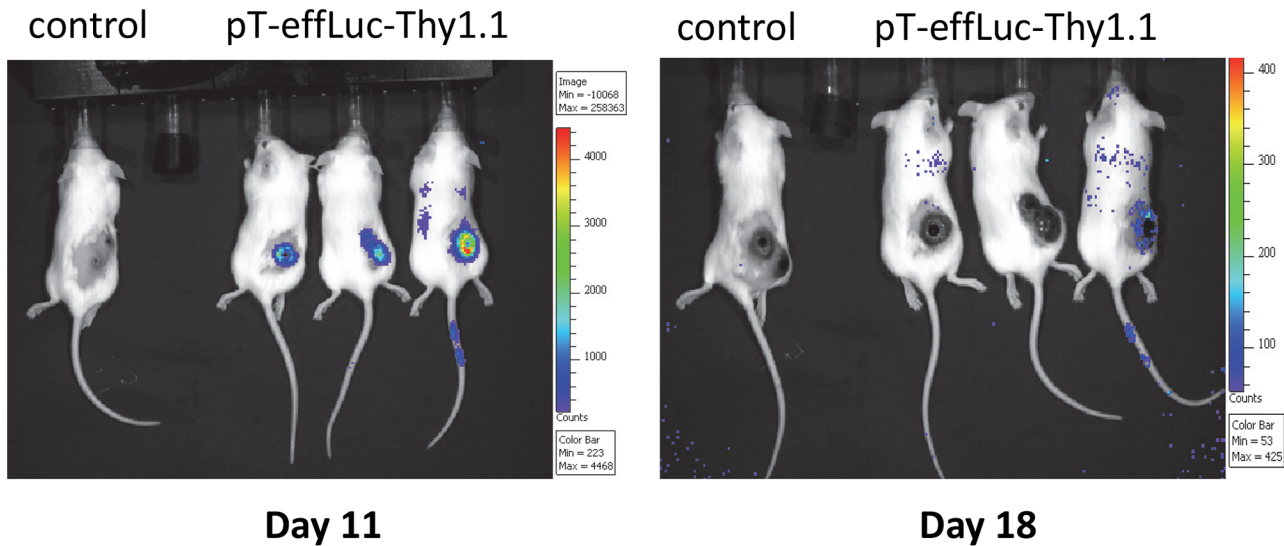 control pT-effLuc-Thy1.1
Image
Min = -10068
Max = 258363
4000
3000
2000
1000
Counts
Color Bar
Min = 223
Max = 4468
Day 11
control pT-effLuc-Thy1.1
400
300
200
100
Counts
Color Bar
Min = 53
Max = 425
Day 18